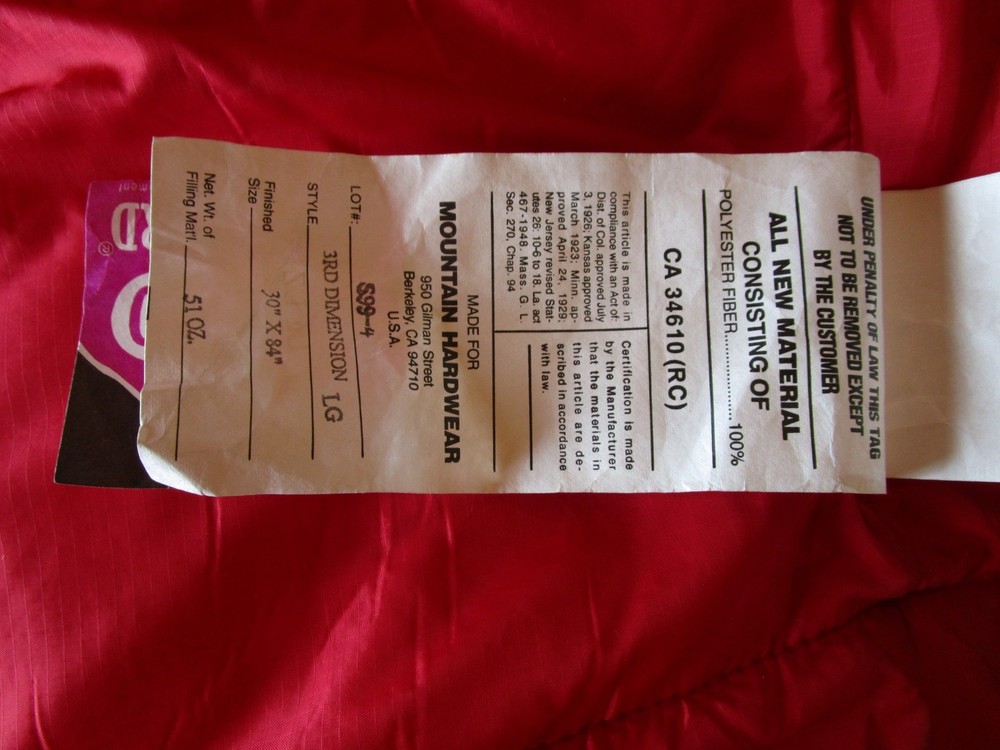 UNDER PENALTY OF LAW THIS TAG
NOT TO BE REMOVED EXCEPT
BY THE CUSTOMER
ALL NEW MATERIAL
CONSISTING OF
POLYESTER FIBER.................... 100%
CA 34610 (RC)
This article is made in
compliance with an Act of:
Dist. of Col. approved July
3, 1926; Kansas approved
March 1923; Minn. ap-
proved April 24, 1929;
New Jersey revised Stat-
utes 26: 10-6 to 18. La. act
467-1948. Mass. G. L.
Sec. 270, Chap. 94
Certification is made
by the Manufacturer
that the materials in
this article are de-
scribed in accordance
with law.
MADE FOR
MOUNTAIN HARDWEAR
950 Gilman Street
Berkeley, CA 94710
U.S.A.
LOT#: S99-4
STYLE 3RD DIMENSION LG
Finished
Size 30" X 84"
Net. Wt. of
Filling Mat'l. 51 OZ.